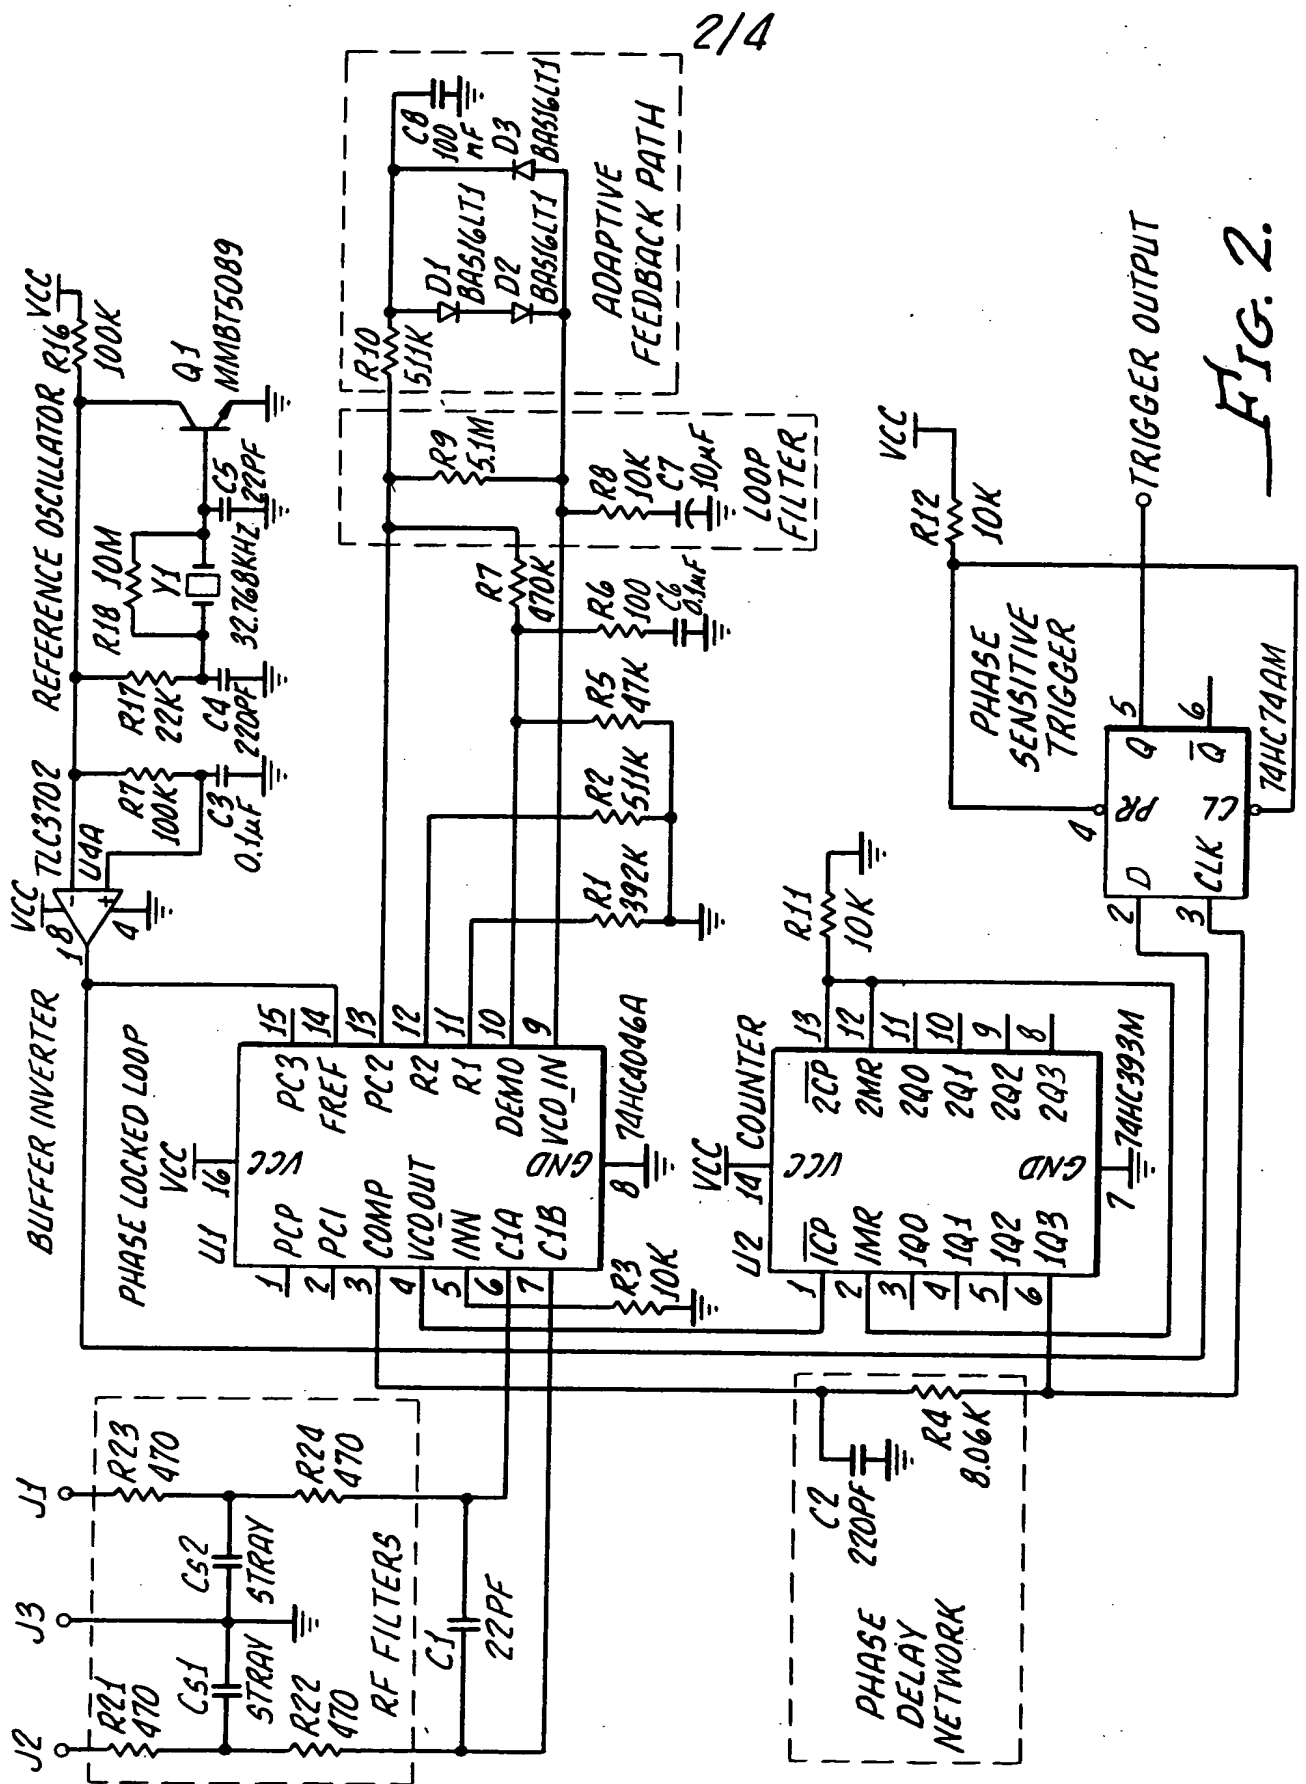 2/4
J2
J3
J1
R21
470
Cs1
STRAY
R22
470
Cs2
STRAY
R23
470
R24
470
RF FILTERS
C1
22PF
BUFFER INVERTER
VCC
TLC3702
18
U4A
-
+
4
R7
100K
C3
0.1µF
REFERENCE OSCILLATOR
R17
22K
C4
220PF
R18
10M
Y1
32.768KHZ
C5
22PF
R16
100K
VCC
Q1
MMBT5089
PHASE LOCKED LOOP
U1
VCC
16
VCC
1
PCP
2
PC1
3
COMP
4
VCOOUT
5
INN
6
C1A
7
C1B
PC3
15
FREF
14
PC2
13
R2
12
R1
11
DEMO
10
VCO_IN
9
GND
8
74HC4046A
R3
10K
R1
392K
R2
511K
R5
47K
R6
100
C6
0.1µF
R7
470K
R9
5.1M
R8
10K
C7
10µF
LOOP
FILTER
R10
511K
D1
BAS16LT1
D2
BAS16LT1
C8
100
nF
D3
BAS16LT1
ADAPTIVE
FEEDBACK PATH
COUNTER
U2
VCC
14
VCC
1
1CP
2
1MR
3
1Q0
4
1Q1
5
1Q2
6
1Q3
2CP
13
2MR
12
2Q0
11
2Q1
10
2Q2
9
2Q3
8
GND
7
74HC393M
R11
10K
PHASE
DELAY
NETWORK
C2
220PF
R4
8.06K
PHASE
SENSITIVE
TRIGGER
R12
10K
VCC
4
PR
2
D
3
CLK
CL
Q
5
Q
6
74HC74AM
TRIGGER OUTPUT
FIG. 2.